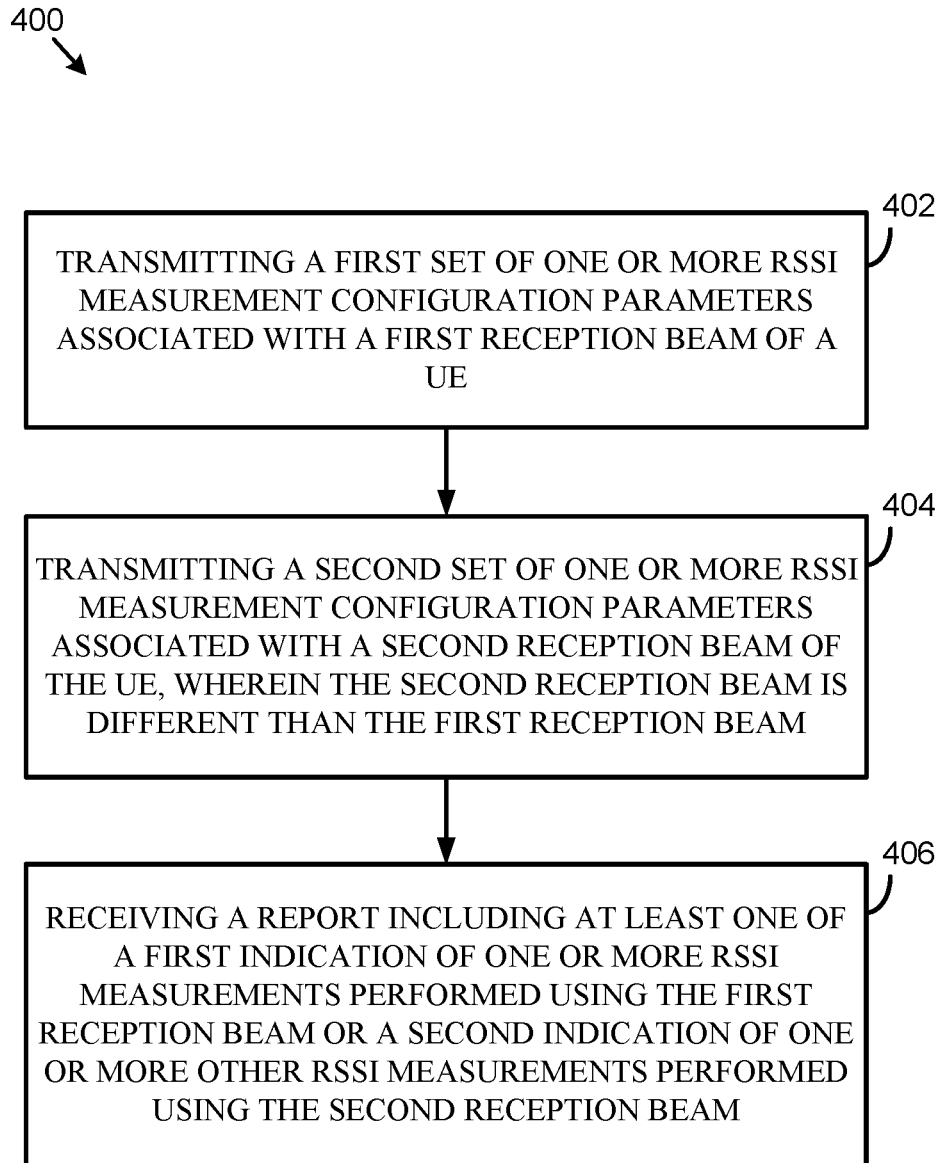 400
402
TRANSMITTING A FIRST SET OF ONE OR MORE RSSI
MEASUREMENT CONFIGURATION PARAMETERS
ASSOCIATED WITH A FIRST RECEPTION BEAM OF A
UE
404
TRANSMITTING A SECOND SET OF ONE OR MORE RSSI
MEASUREMENT CONFIGURATION PARAMETERS
ASSOCIATED WITH A SECOND RECEPTION BEAM OF
THE UE, WHEREIN THE SECOND RECEPTION BEAM IS
DIFFERENT THAN THE FIRST RECEPTION BEAM
406
RECEIVING A REPORT INCLUDING AT LEAST ONE OF
A FIRST INDICATION OF ONE OR MORE RSSI
MEASUREMENTS PERFORMED USING THE FIRST
RECEPTION BEAM OR A SECOND INDICATION OF ONE
OR MORE OTHER RSSI MEASUREMENTS PERFORMED
USING THE SECOND RECEPTION BEAM